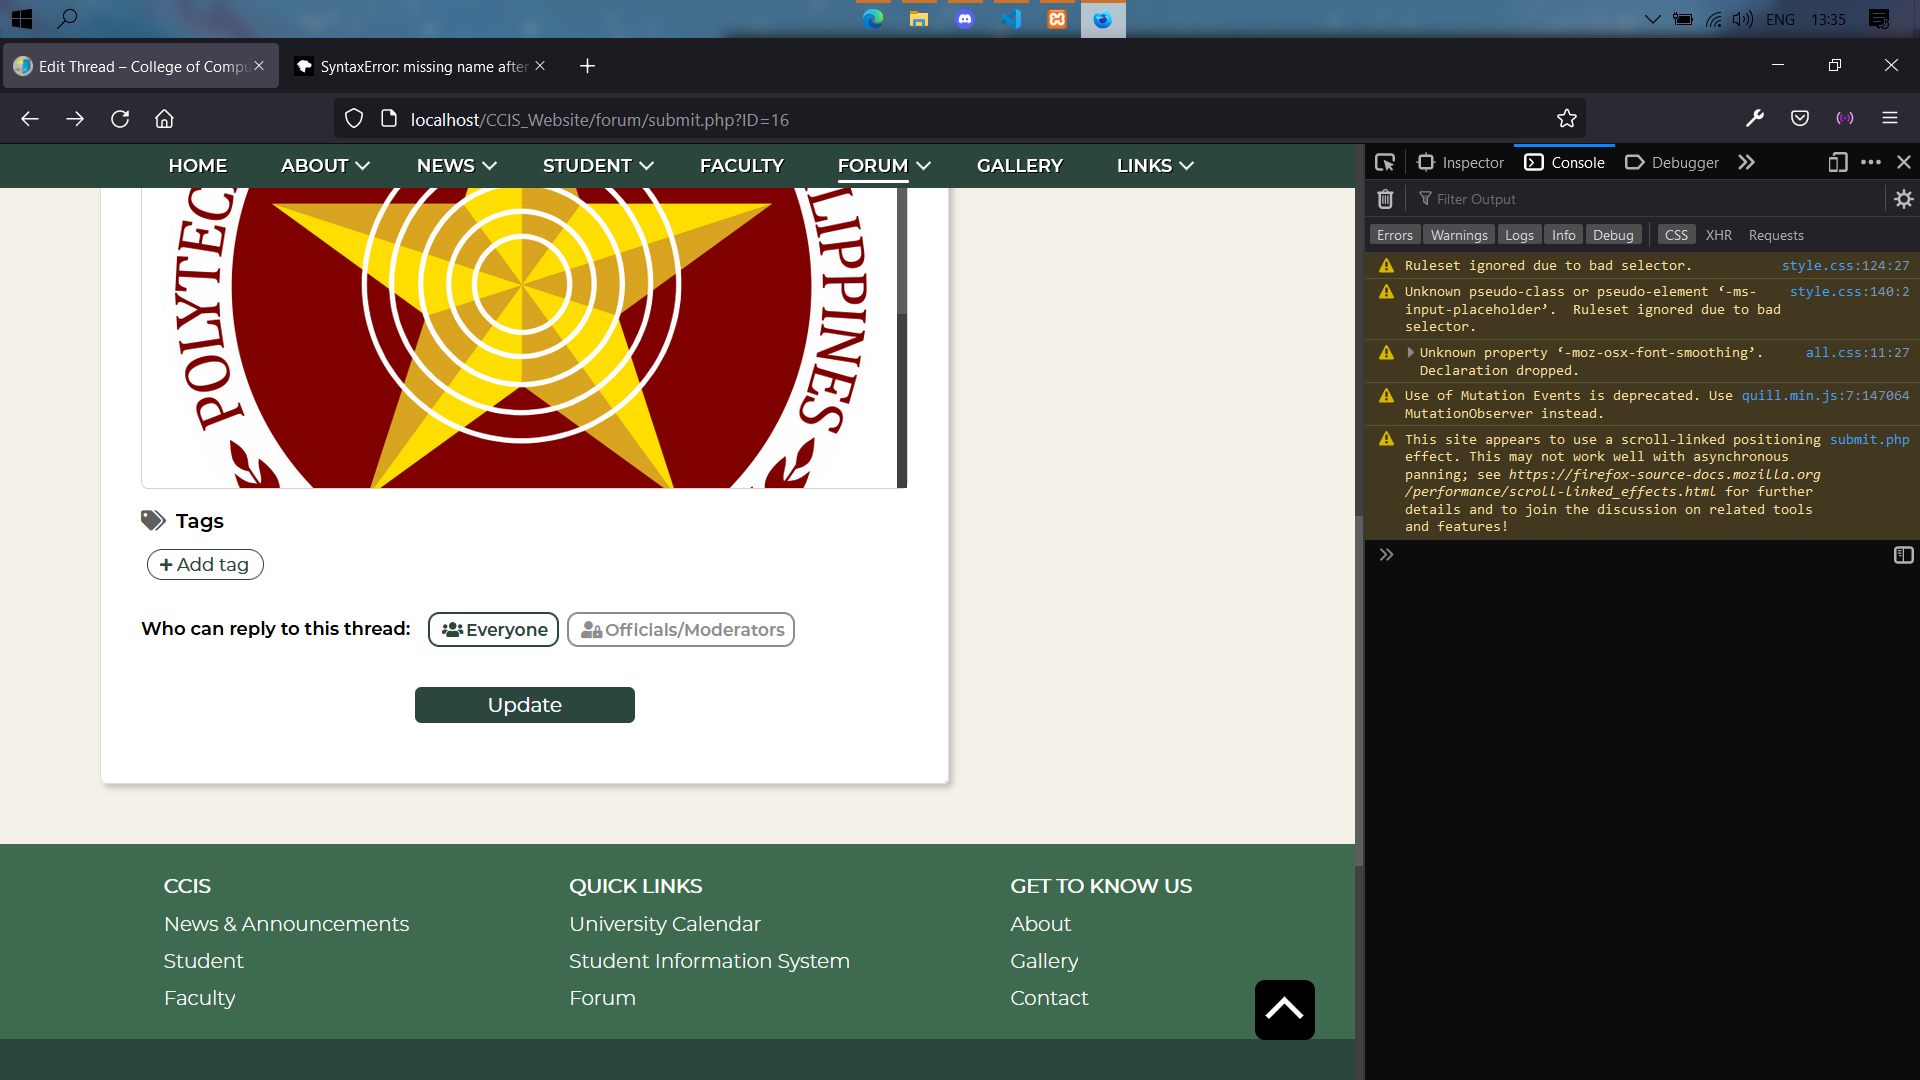 ENG
13:35
Edit Thread – College of Compu
SyntaxError: missing name after
localhost/CCIS_Website/forum/submit.php?ID=16
HOME ABOUT NEWS STUDENT FACULTY FORUM GALLERY LINKS
POLYTEC
LIPPINES
Tags
+ Add tag
Who can reply to this thread: Everyone Officials/Moderators
Update
CCIS
News & Announcements
Student
Faculty
QUICK LINKS
University Calendar
Student Information System
Forum
GET TO KNOW US
About
Gallery
Contact
Inspector Console Debugger
Filter Output
Errors Warnings Logs Info Debug CSS XHR Requests
Ruleset ignored due to bad selector. style.css:124:27
Unknown pseudo-class or pseudo-element ‘-ms- style.css:140:2
input-placeholder’.  Ruleset ignored due to bad
selector.
Unknown property ‘-moz-osx-font-smoothing’. all.css:11:27
Declaration dropped.
Use of Mutation Events is deprecated. Use quill.min.js:7:147064
MutationObserver instead.
This site appears to use a scroll-linked positioning submit.php
effect. This may not work well with asynchronous
panning; see https://firefox-source-docs.mozilla.org
/performance/scroll-linked_effects.html for further
details and to join the discussion on related tools
and features!